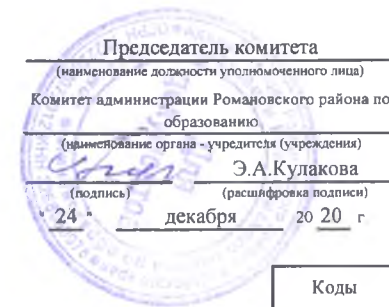 Председатель комитета
(наименование должности уполномоченного лица)
Комитет администрации Романовского района по
образованию
(наименование органа - учредителя (учреждения)
Э.А.Кулакова
(подпись) (расшифровка подписи)
" 24 " декабря 20 20 г
Коды